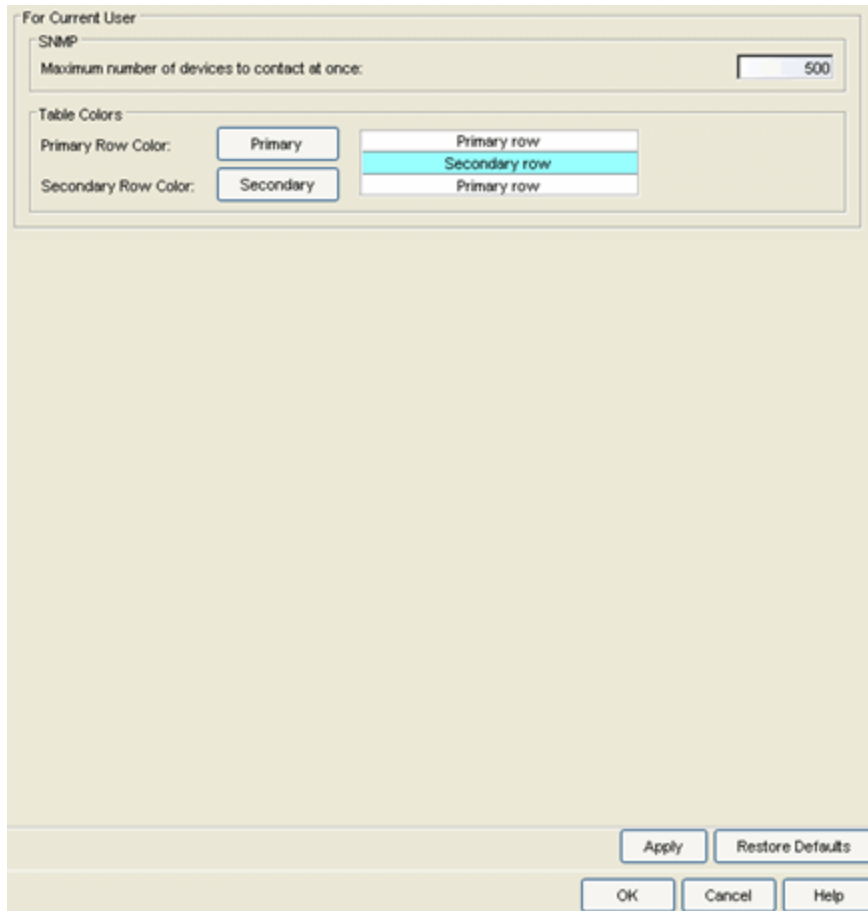 For Current User
SNMP
Maximum number of devices to contact at once: 500
Table Colors
Primary Row Color: Primary Primary row
Secondary row
Secondary Row Color: Secondary Primary row
Apply Restore Defaults
OK Cancel Help